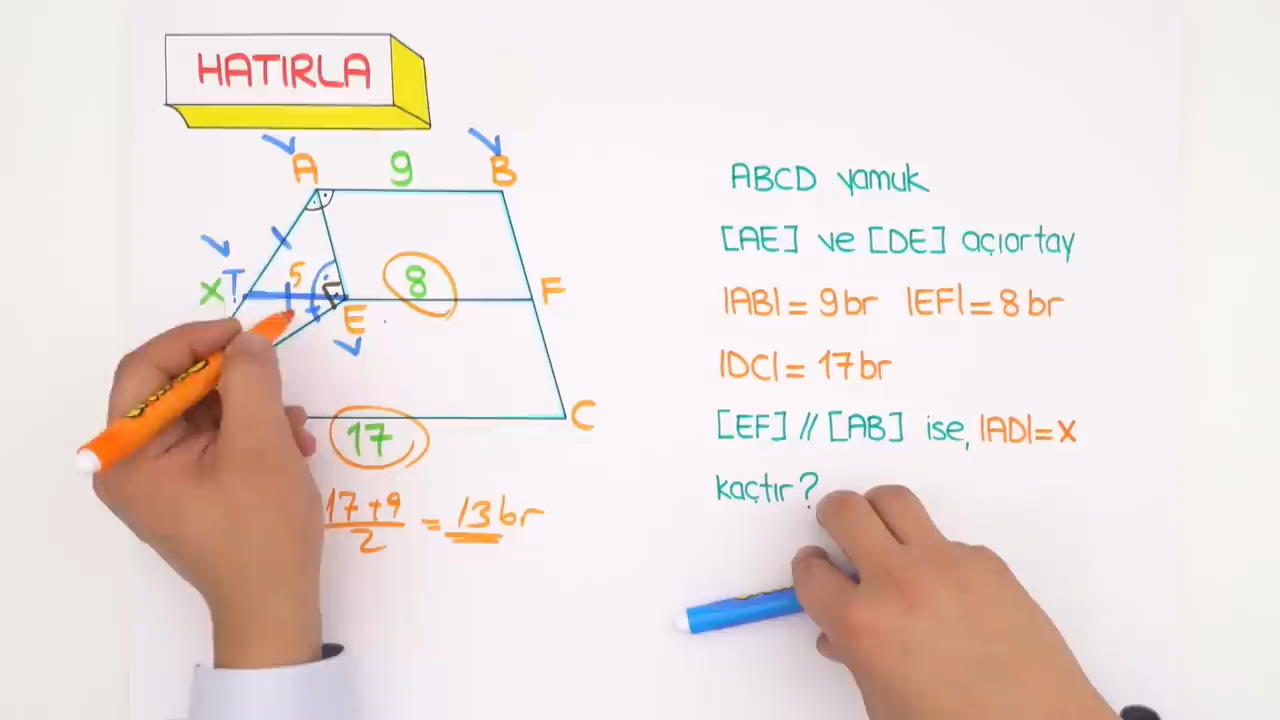 HATIRLA
A 9 B
X T 5 8 F
E
17 C
17+9
2
= 13 br
ABCD yamuk
[AE] ve [DE] açıortay
|AB| = 9 br |EF| = 8 br
|DC| = 17 br
[EF] // [AB] ise, |AD| = x
kaçtır?